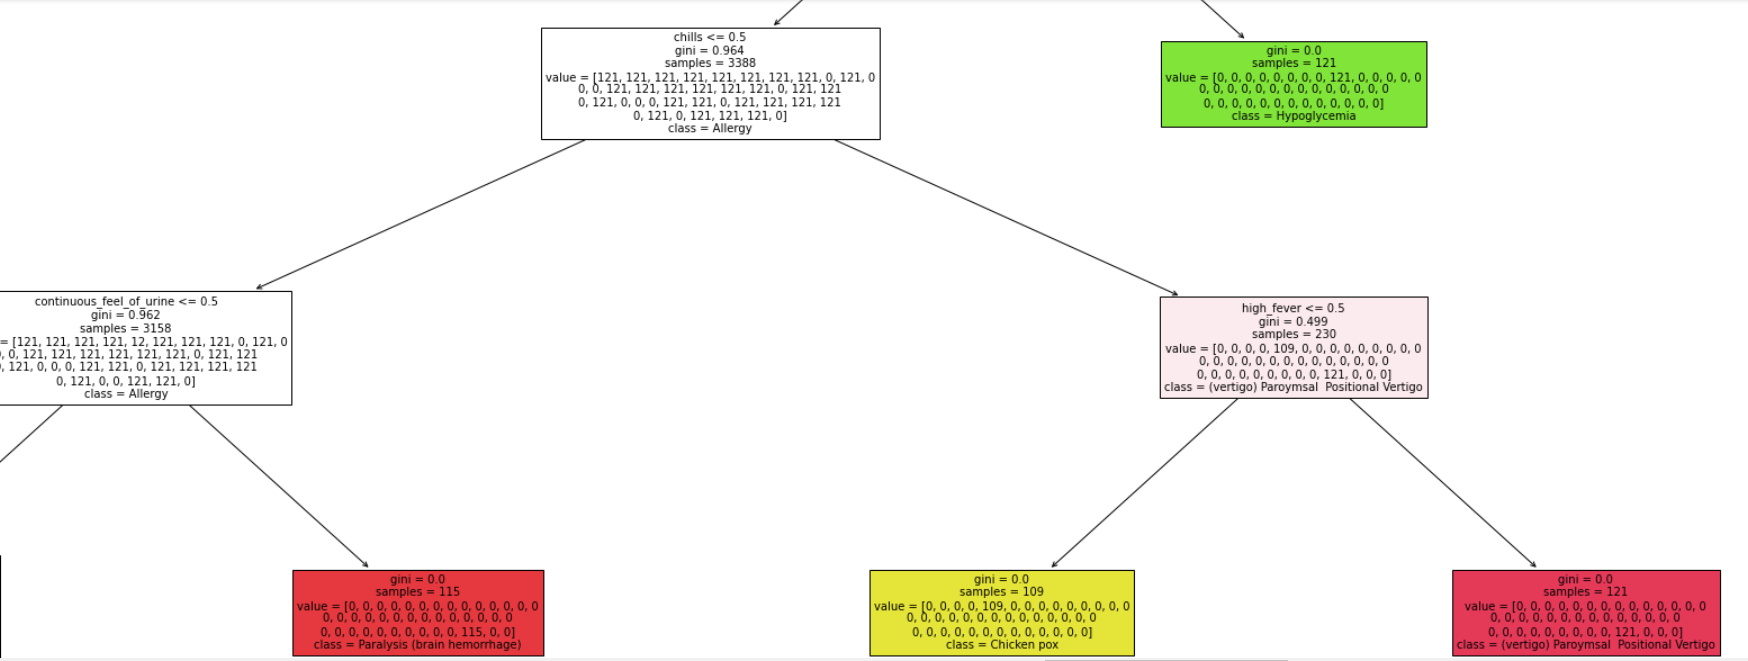 chills <= 0.5
gini = 0.964
samples = 3388
value = [121, 121, 121, 121, 121, 121, 121, 121, 0, 121, 0
0, 0, 121, 121, 121, 121, 121, 121, 0, 121, 121
0, 121, 0, 0, 0, 121, 121, 0, 121, 121, 121, 121
0, 121, 0, 121, 121, 121, 0]
class = Allergy
gini = 0.0
samples = 121
value = [0, 0, 0, 0, 0, 0, 0, 0, 121, 0, 0, 0, 0, 0
0, 0, 0, 0, 0, 0, 0, 0, 0, 0, 0, 0, 0, 0
0, 0, 0, 0, 0, 0, 0, 0, 0, 0, 0, 0, 0]
class = Hypoglycemia
continuous_feel_of_urine <= 0.5
gini = 0.962
samples = 3158
= [121, 121, 121, 121, 12, 121, 121, 121, 0, 121, 0
0, 121, 121, 121, 121, 121, 121, 0, 121, 121
121, 0, 0, 0, 121, 121, 0, 121, 121, 121, 121
0, 121, 0, 0, 121, 121, 0]
class = Allergy
high_fever <= 0.5
gini = 0.499
samples = 230
value = [0, 0, 0, 0, 109, 0, 0, 0, 0, 0, 0, 0, 0, 0
0, 0, 0, 0, 0, 0, 0, 0, 0, 0, 0, 0, 0, 0
0, 0, 0, 0, 0, 0, 0, 0, 0, 121, 0, 0, 0]
class = (vertigo) Paroymsal  Positional Vertigo
gini = 0.0
samples = 115
value = [0, 0, 0, 0, 0, 0, 0, 0, 0, 0, 0, 0, 0, 0
0, 0, 0, 0, 0, 0, 0, 0, 0, 0, 0, 0, 0, 0
0, 0, 0, 0, 0, 0, 0, 0, 0, 0, 115, 0, 0]
class = Paralysis (brain hemorrhage)
gini = 0.0
samples = 109
value = [0, 0, 0, 0, 109, 0, 0, 0, 0, 0, 0, 0, 0, 0
0, 0, 0, 0, 0, 0, 0, 0, 0, 0, 0, 0, 0, 0
0, 0, 0, 0, 0, 0, 0, 0, 0, 0, 0, 0, 0]
class = Chicken pox
gini = 0.0
samples = 121
value = [0, 0, 0, 0, 0, 0, 0, 0, 0, 0, 0, 0, 0, 0
0, 0, 0, 0, 0, 0, 0, 0, 0, 0, 0, 0, 0, 0
0, 0, 0, 0, 0, 0, 0, 0, 0, 121, 0, 0, 0]
class = (vertigo) Paroymsal  Positional Vertigo